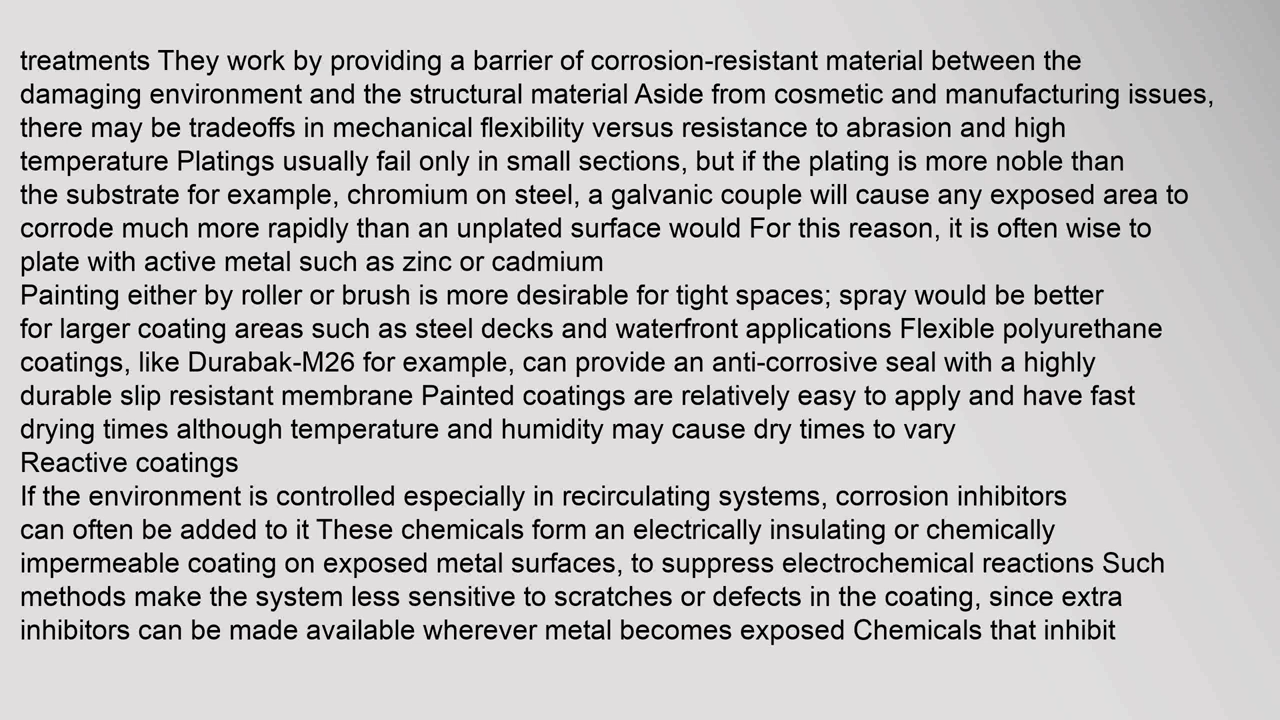 treatments They work by providing a barrier of corrosion-resistant material between the
damaging environment and the structural material Aside from cosmetic and manufacturing issues,
there may be tradeoffs in mechanical flexibility versus resistance to abrasion and high
temperature Platings usually fail only in small sections, but if the plating is more noble than
the substrate for example, chromium on steel, a galvanic couple will cause any exposed area to
corrode much more rapidly than an unplated surface would For this reason, it is often wise to
plate with active metal such as zinc or cadmium
Painting either by roller or brush is more desirable for tight spaces; spray would be better
for larger coating areas such as steel decks and waterfront applications Flexible polyurethane
coatings, like Durabak-M26 for example, can provide an anti-corrosive seal with a highly
durable slip resistant membrane Painted coatings are relatively easy to apply and have fast
drying times although temperature and humidity may cause dry times to vary
Reactive coatings
If the environment is controlled especially in recirculating systems, corrosion inhibitors
can often be added to it These chemicals form an electrically insulating or chemically
impermeable coating on exposed metal surfaces, to suppress electrochemical reactions Such
methods make the system less sensitive to scratches or defects in the coating, since extra
inhibitors can be made available wherever metal becomes exposed Chemicals that inhibit